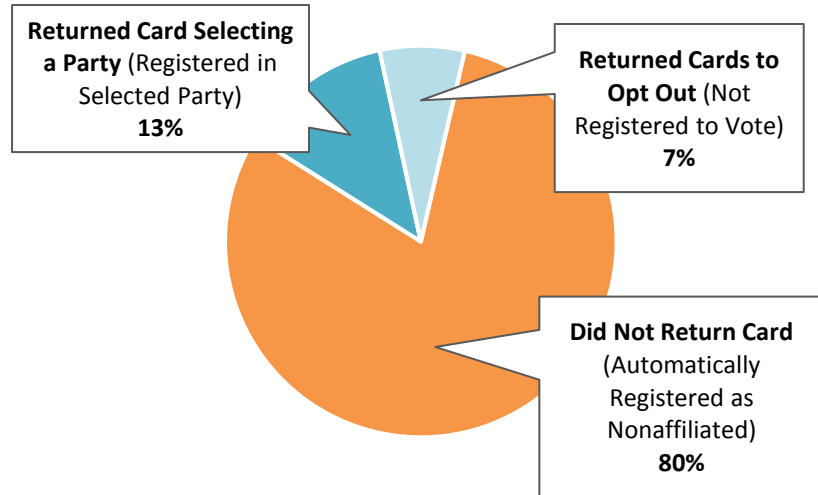 Returned Card Selecting
a Party (Registered in
Selected Party)
13%
Returned Cards to
Opt Out (Not
Registered to Vote)
7%
Did Not Return Card
(Automatically
Registered as
Nonaffiliated)
80%